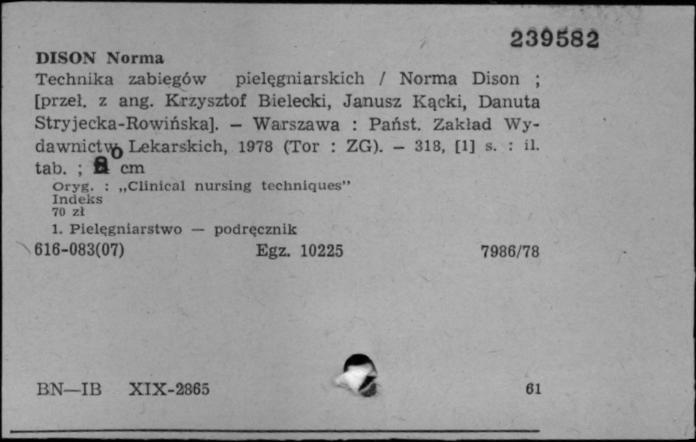 239582
DISON Norma
Technika zabiegów pielęgniarskich / Norma Dison ;
[przeł. z ang. Krzysztof Bielecki, Janusz Kącki, Danuta
Stryjecka-Rowińska]. — Warszawa : Państ. Zakład Wy-
dawnictwo Lekarskich, 1978 (Tor : ZG). — 318, [1] s. : il.
tab. ; cm
Oryg. : „Clinical nursing techniques”
Indeks
70 zł
1. Pielęgniarstwo — podręcznik
616-083(07) Egz. 10225 7986/78
BN—IB XIX-2865 61